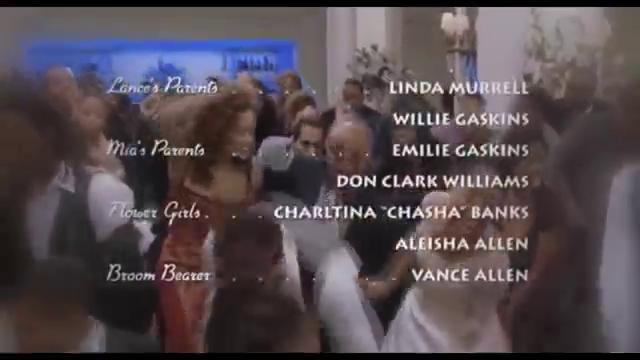 Lance's Parents . . . . . . LINDA MURRELL
WILLIE GASKINS
Mia's Parents . . . . . . EMILIE GASKINS
DON CLARK WILLIAMS
Flower Girls . . . . CHARLTINA "CHASHA" BANKS
ALEISHA ALLEN
Broom Bearer . . . . . . . VANCE ALLEN